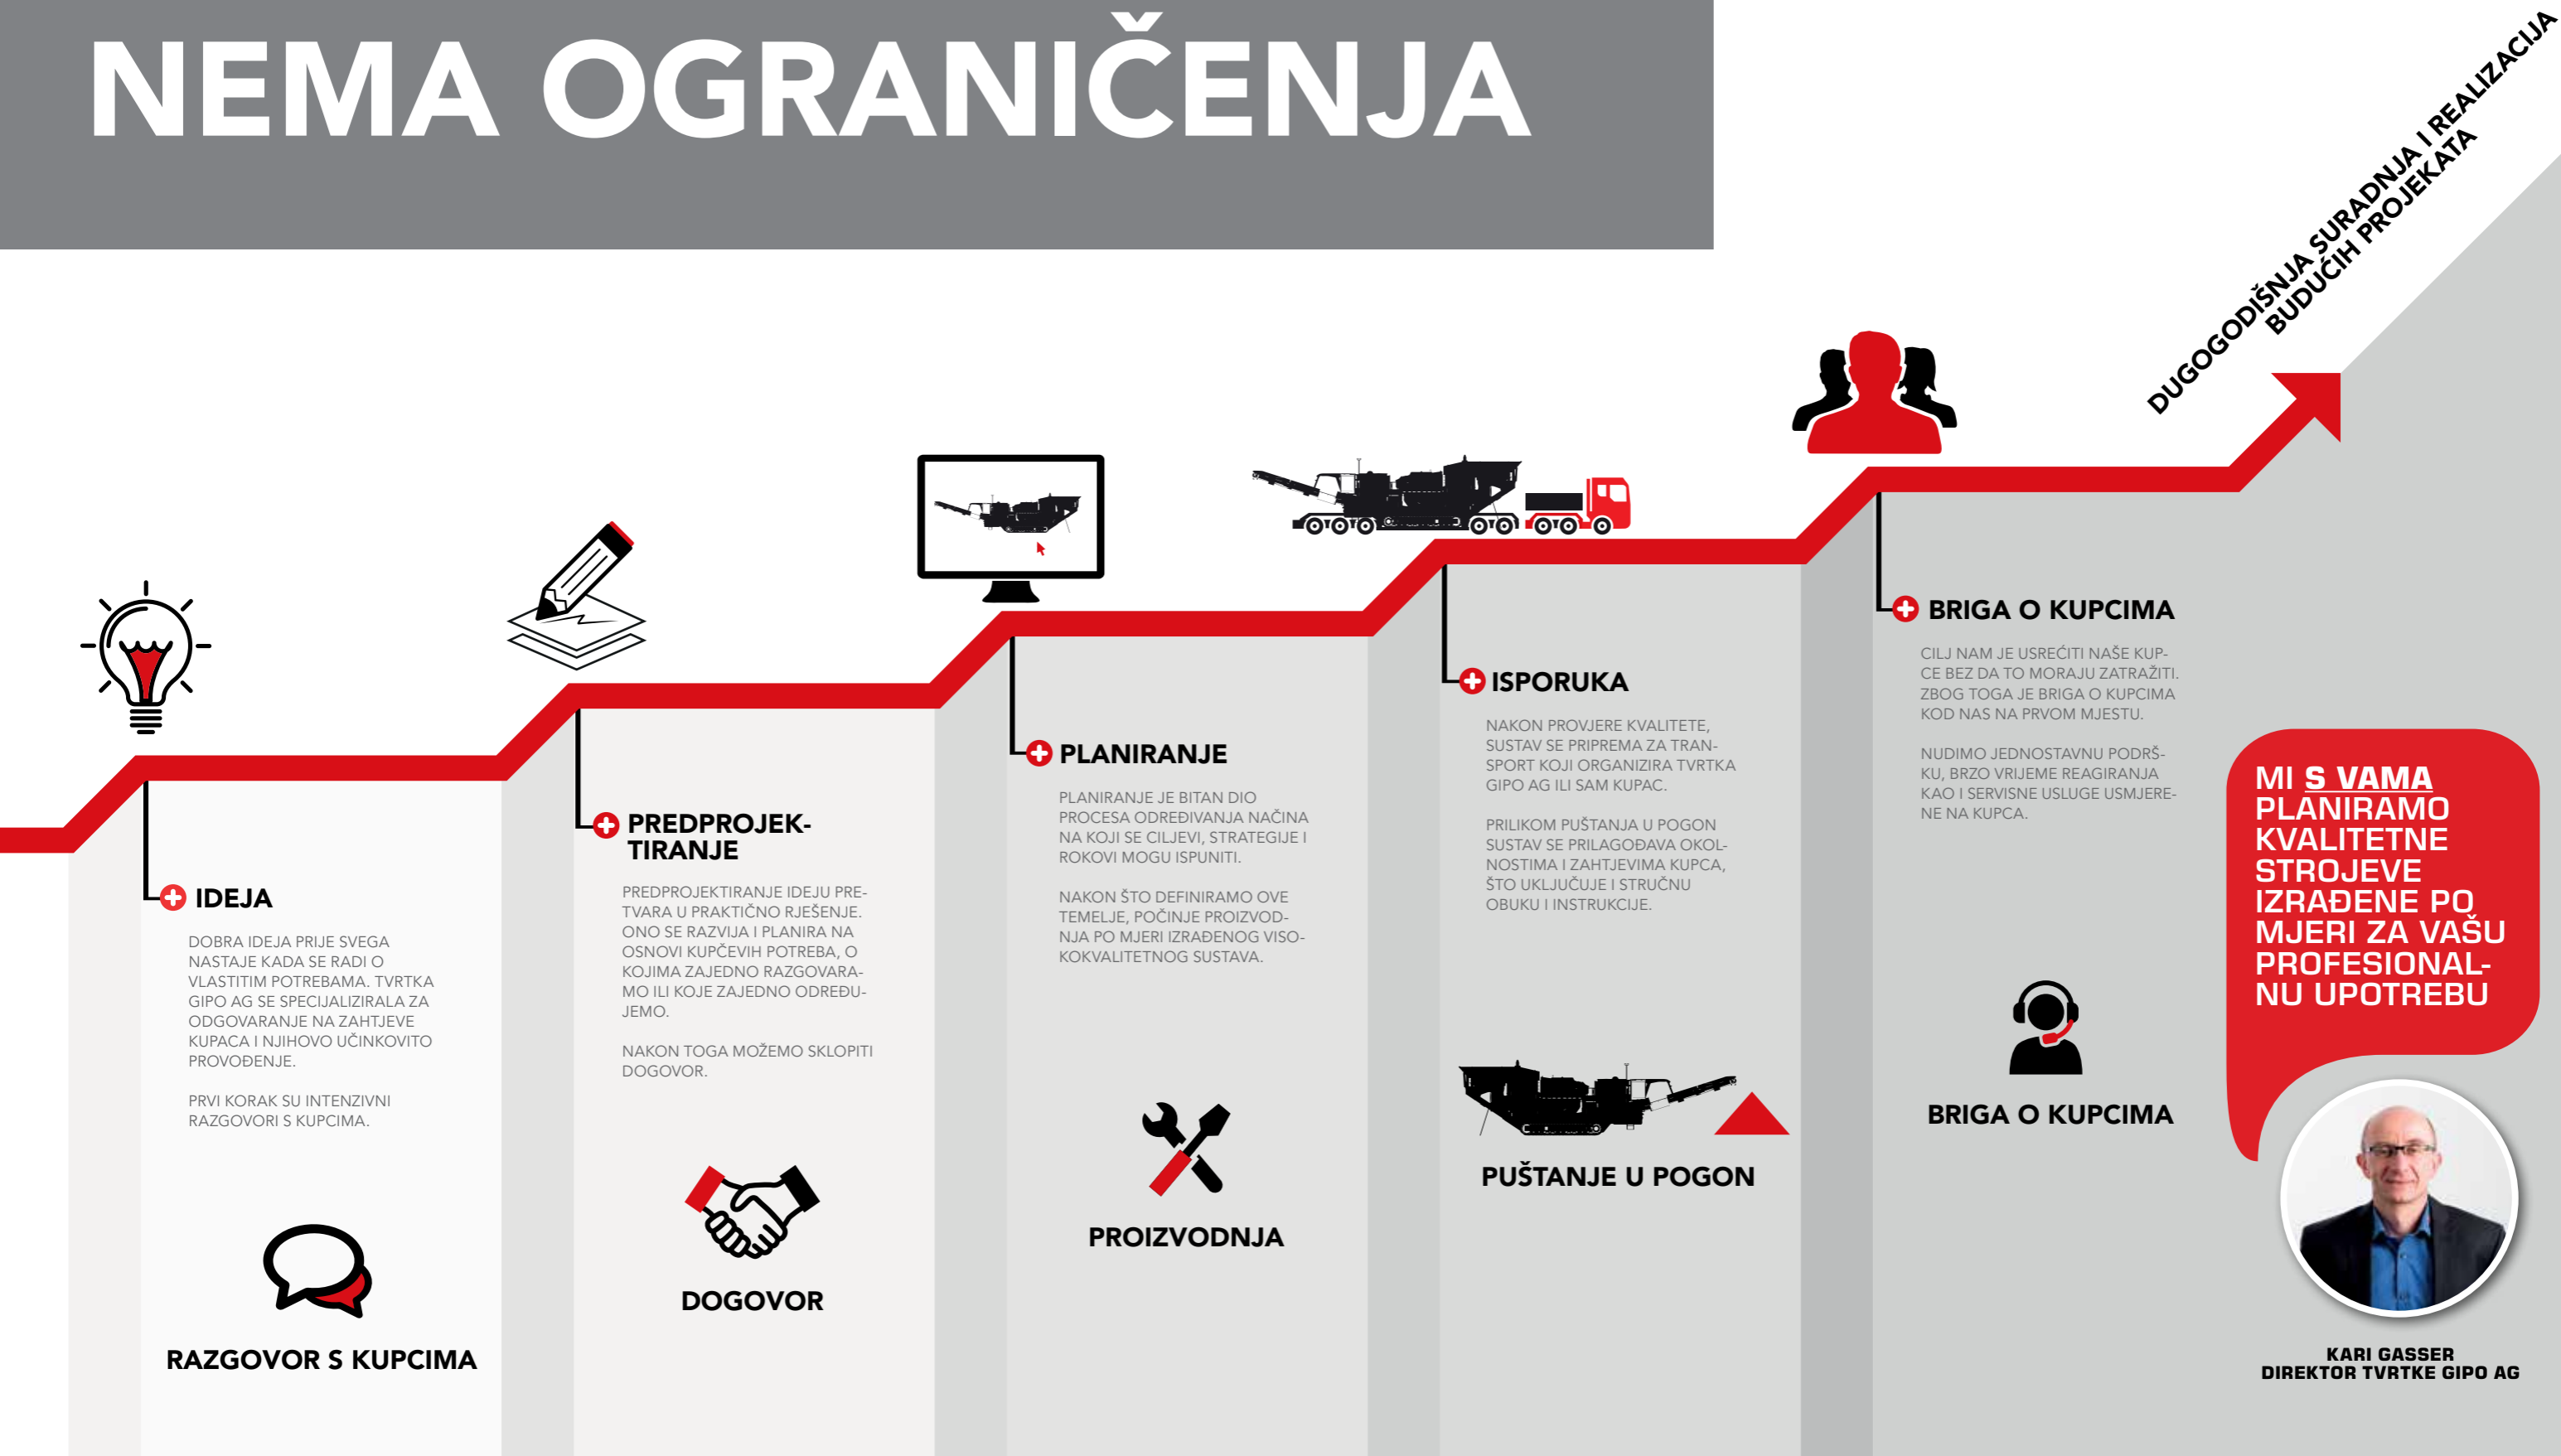 NEMA OGRANIČENJA
DUGOGODIŠNJA SURADNJA I REALIZACIJA
BUDUĆIH PROJEKATA
IDEJA
DOBRA IDEJA PRIJE SVEGA
NASTAJE KADA SE RADI O
VLASTITIM POTREBAMA. TVRTKA
GIPO AG SE SPECIJALIZIRALA ZA
ODGOVARANJE NA ZAHTJEVE
KUPACA I NJIHOVO UČINKOVITO
PROVOĐENJE.
PRVI KORAK SU INTENZIVNI
RAZGOVORI S KUPCIMA.
RAZGOVOR S KUPCIMA
PREDPROJEK-
TIRANJE
PREDPROJEKTIRANJE IDEJU PRE-
TVARA U PRAKTIČNO RJEŠENJE.
ONO SE RAZVIJA I PLANIRA NA
OSNOVI KUPČEVIH POTREBA, O
KOJIMA ZAJEDNO RAZGOVARA-
MO ILI KOJE ZAJEDNO ODREĐU-
JEMO.
NAKON TOGA MOŽEMO SKLOPITI
DOGOVOR.
DOGOVOR
PLANIRANJE
PLANIRANJE JE BITAN DIO
PROCESA ODREĐIVANJA NAČINA
NA KOJI SE CILJEVI, STRATEGIJE I
ROKOVI MOGU ISPUNITI.
NAKON ŠTO DEFINIRAMO OVE
TEMELJE, POČINJE PROIZVOD-
NJA PO MJERI IZRAĐENOG VISO-
KOKVALITETNOG SUSTAVA.
PROIZVODNJA
ISPORUKA
NAKON PROVJERE KVALITETE,
SUSTAV SE PRIPREMA ZA TRAN-
SPORT KOJI ORGANIZIRA TVRTKA
GIPO AG ILI SAM KUPAC.
PRILIKOM PUŠTANJA U POGON
SUSTAV SE PRILAGOĐAVA OKOL-
NOSTIMA I ZAHTJEVIMA KUPCA,
ŠTO UKLJUČUJE I STRUČNU
OBUKU I INSTRUKCIJE.
PUŠTANJE U POGON
BRIGA O KUPCIMA
CILJ NAM JE USREĆITI NAŠE KUP-
CE BEZ DA TO MORAJU ZATRAŽITI.
ZBOG TOGA JE BRIGA O KUPCIMA
KOD NAS NA PRVOM MJESTU.
NUDIMO JEDNOSTAVNU PODRŠ-
KU, BRZO VRIJEME REAGIRANJA
KAO I SERVISNE USLUGE USMJERE-
NE NA KUPCA.
BRIGA O KUPCIMA
MI S VAMA
PLANIRAMO
KVALITETNE
STROJEVE
IZRAĐENE PO
MJERI ZA VAŠU
PROFESIONAL-
NU UPOTREBU
KARI GASSER
DIREKTOR TVRTKE GIPO AG